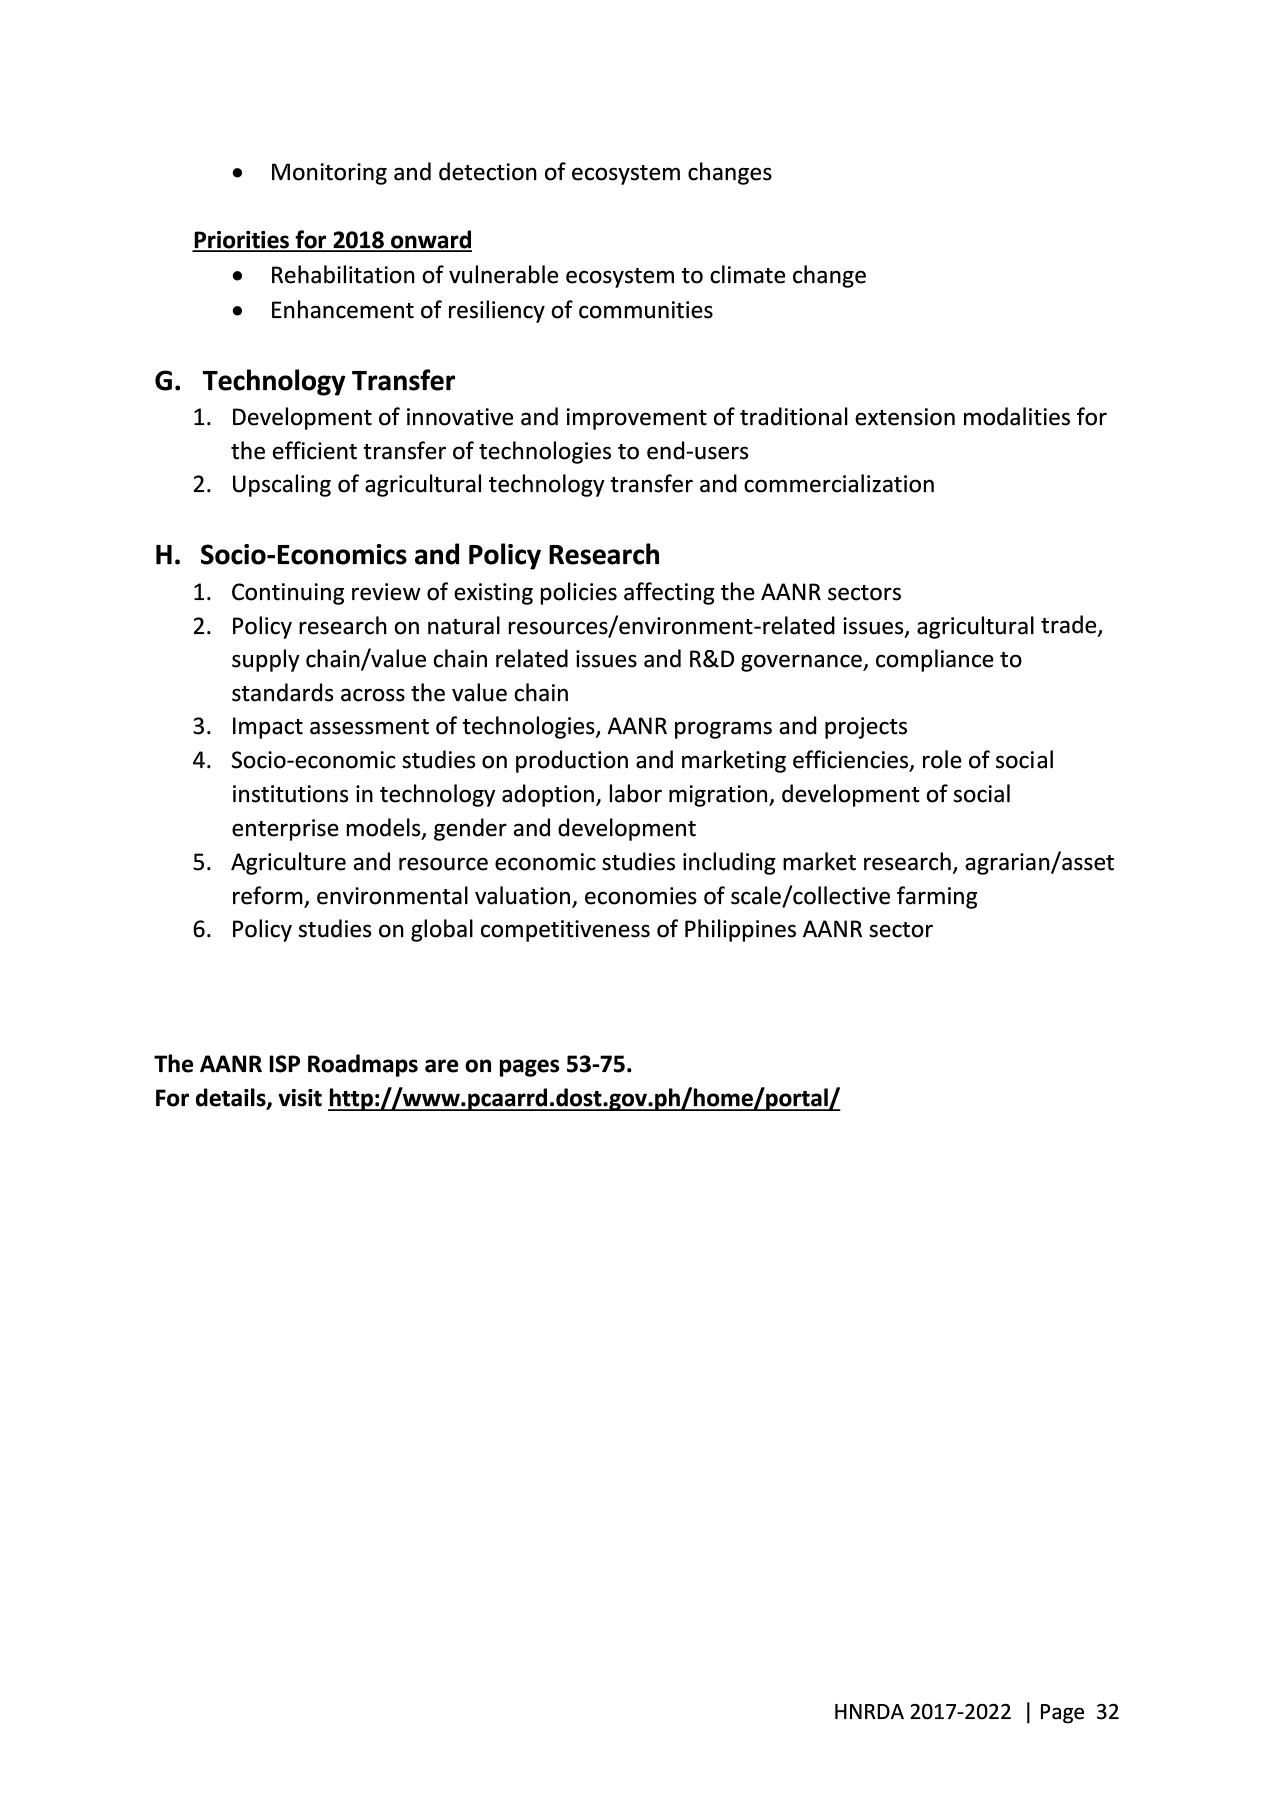 • Monitoring and detection of ecosystem changes
Priorities for 2018 onward
• Rehabilitation of vulnerable ecosystem to climate change
• Enhancement of resiliency of communities
G. Technology Transfer
1. Development of innovative and improvement of traditional extension modalities for
the efficient transfer of technologies to end-users
2. Upscaling of agricultural technology transfer and commercialization
H. Socio-Economics and Policy Research
1. Continuing review of existing policies affecting the AANR sectors
2. Policy research on natural resources/environment-related issues, agricultural trade,
supply chain/value chain related issues and R&D governance, compliance to
standards across the value chain
3. Impact assessment of technologies, AANR programs and projects
4. Socio-economic studies on production and marketing efficiencies, role of social
institutions in technology adoption, labor migration, development of social
enterprise models, gender and development
5. Agriculture and resource economic studies including market research, agrarian/asset
reform, environmental valuation, economies of scale/collective farming
6. Policy studies on global competitiveness of Philippines AANR sector
The AANR ISP Roadmaps are on pages 53-75.
For details, visit http://www.pcaarrd.dost.gov.ph/home/portal/
HNRDA 2017-2022 | Page 32